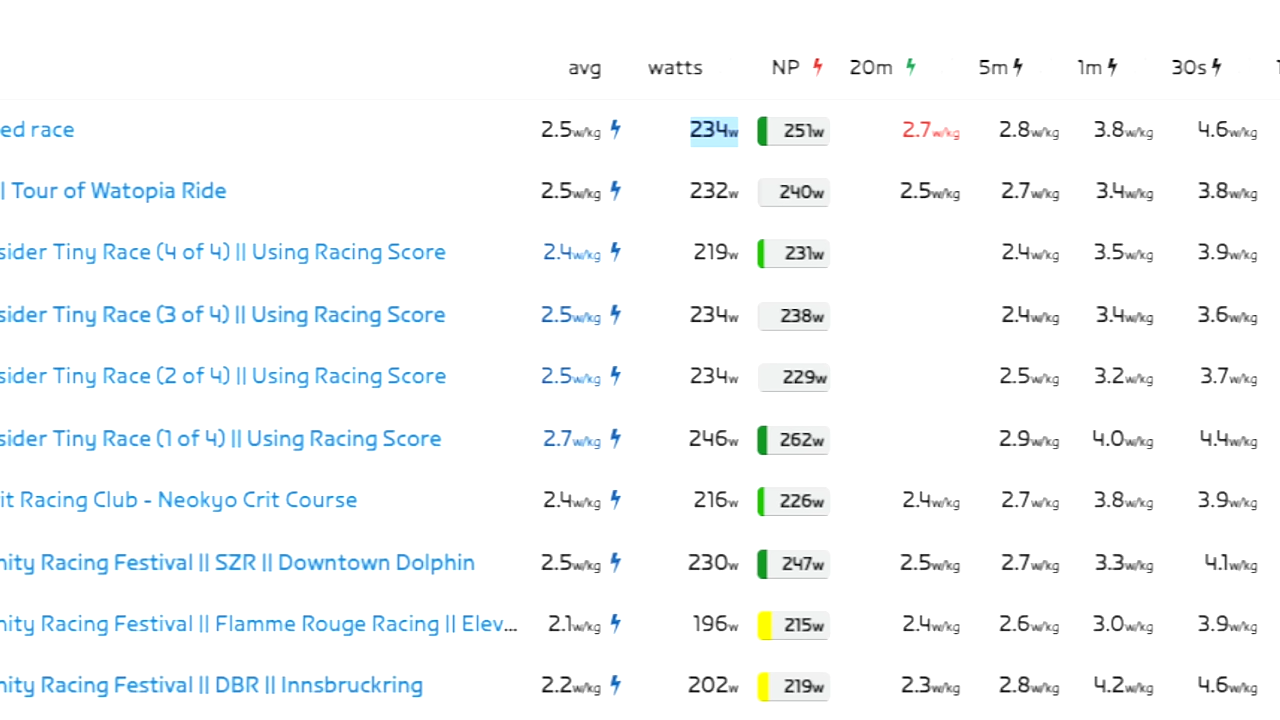 avg watts NP 20m 5m 1m 30s
ed race 2.5w/kg 234w 251w 2.7w/kg 2.8w/kg 3.8w/kg 4.6w/kg
|| Tour of Watopia Ride 2.5w/kg 232w 240w 2.5w/kg 2.7w/kg 3.4w/kg 3.8w/kg
sider Tiny Race (4 of 4) || Using Racing Score 2.4w/kg 219w 231w 2.4w/kg 3.5w/kg 3.9w/kg
sider Tiny Race (3 of 4) || Using Racing Score 2.5w/kg 234w 238w 2.4w/kg 3.4w/kg 3.6w/kg
sider Tiny Race (2 of 4) || Using Racing Score 2.5w/kg 234w 229w 2.5w/kg 3.2w/kg 3.7w/kg
sider Tiny Race (1 of 4) || Using Racing Score 2.7w/kg 246w 262w 2.9w/kg 4.0w/kg 4.4w/kg
it Racing Club - Neokyo Crit Course 2.4w/kg 216w 226w 2.4w/kg 2.7w/kg 3.8w/kg 3.9w/kg
nity Racing Festival || SZR || Downtown Dolphin 2.5w/kg 230w 247w 2.5w/kg 2.7w/kg 3.3w/kg 4.1w/kg
nity Racing Festival || Flamme Rouge Racing || Elev... 2.1w/kg 196w 215w 2.4w/kg 2.6w/kg 3.0w/kg 3.9w/kg
nity Racing Festival || DBR || Innsbruckring 2.2w/kg 202w 219w 2.3w/kg 2.8w/kg 4.2w/kg 4.6w/kg